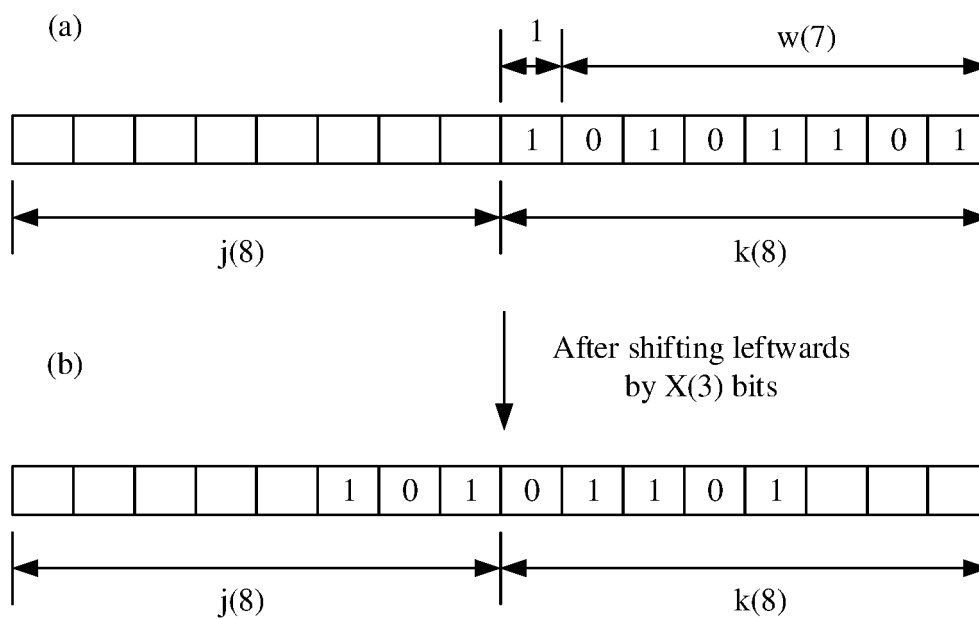 (a)
1
w(7)
1 0 1 0 1 1 0 1
j(8)
k(8)
(b)
After shifting leftwards
by X(3) bits
1 0 1 0 1 1 0 1
j(8)
k(8)